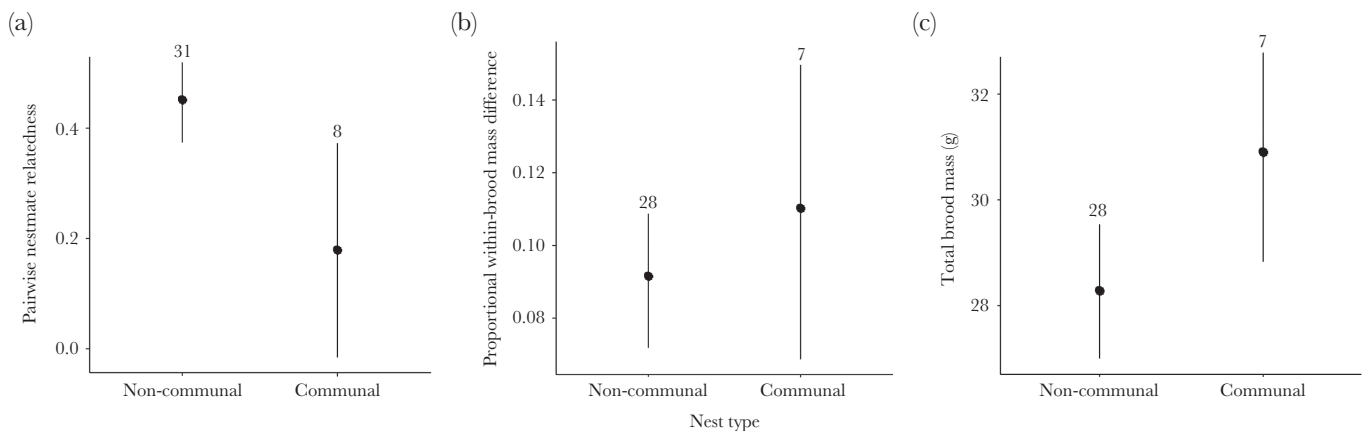 (a)
31
8
0.4
0.2
0.0
Pairwise nestmate relatedness
Non-communal
Communal
(b)
7
28
0.14
0.12
0.10
0.08
Proportional within-brood mass difference
Non-communal
Communal
Nest type
(c)
7
28
32
30
28
Total brood mass (g)
Non-communal
Communal